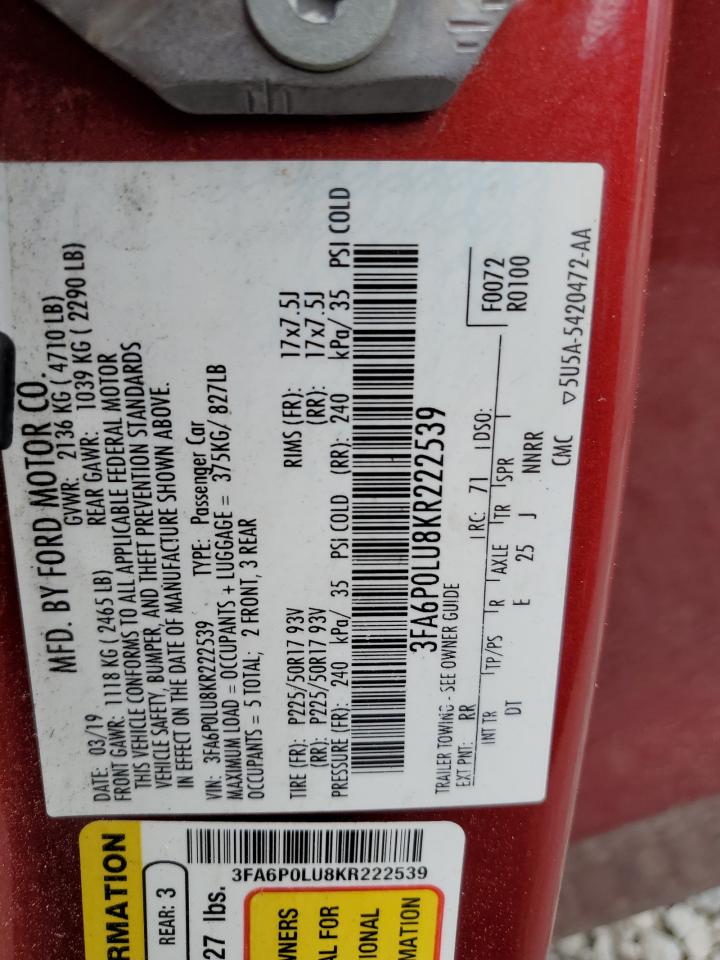 MFD. BY FORD MOTOR CO.
DATE: 03/19 GVWR: 2136 KG ( 4710 LB)
FRONT GAWR: 1118 KG ( 2465 LB) REAR GAWR: 1039 KG ( 2290 LB)
THIS VEHICLE CONFORMS TO ALL APPLICABLE FEDERAL MOTOR
VEHICLE SAFETY, BUMPER, AND THEFT PREVENTION STANDARDS
IN EFFECT ON THE DATE OF MANUFACTURE SHOWN ABOVE.
VIN: 3FA6P0LU8KR222539 TYPE: Passenger Car
MAXIMUM LOAD = OCCUPANTS + LUGGAGE = 375KG/ 827LB
OCCUPANTS = 5 TOTAL; 2 FRONT, 3 REAR
TIRE (FR): P225/50R17 93V RIMS (FR): 17x7.5J
(RR): P225/50R17 93V (RR): 17x7.5J
PRESSURE (FR): 240 kPa/ 35 PSI COLD (RR): 240 kPa/ 35 PSI COLD
3FA6P0LU8KR222539
TRAILER TOWING - SEE OWNER GUIDE
F0072
R0100
EXT PNT: RR RC: 71 DSO:
INT TR TP/PS R AXLE TR SPR
DT E 25 J NNRR
CMC ▽5U5A-5420472-AA
RMATION
REAR: 3
27 lbs.
3FA6P0LU8KR222539
WNERS
AL FOR
IONAL
MATION